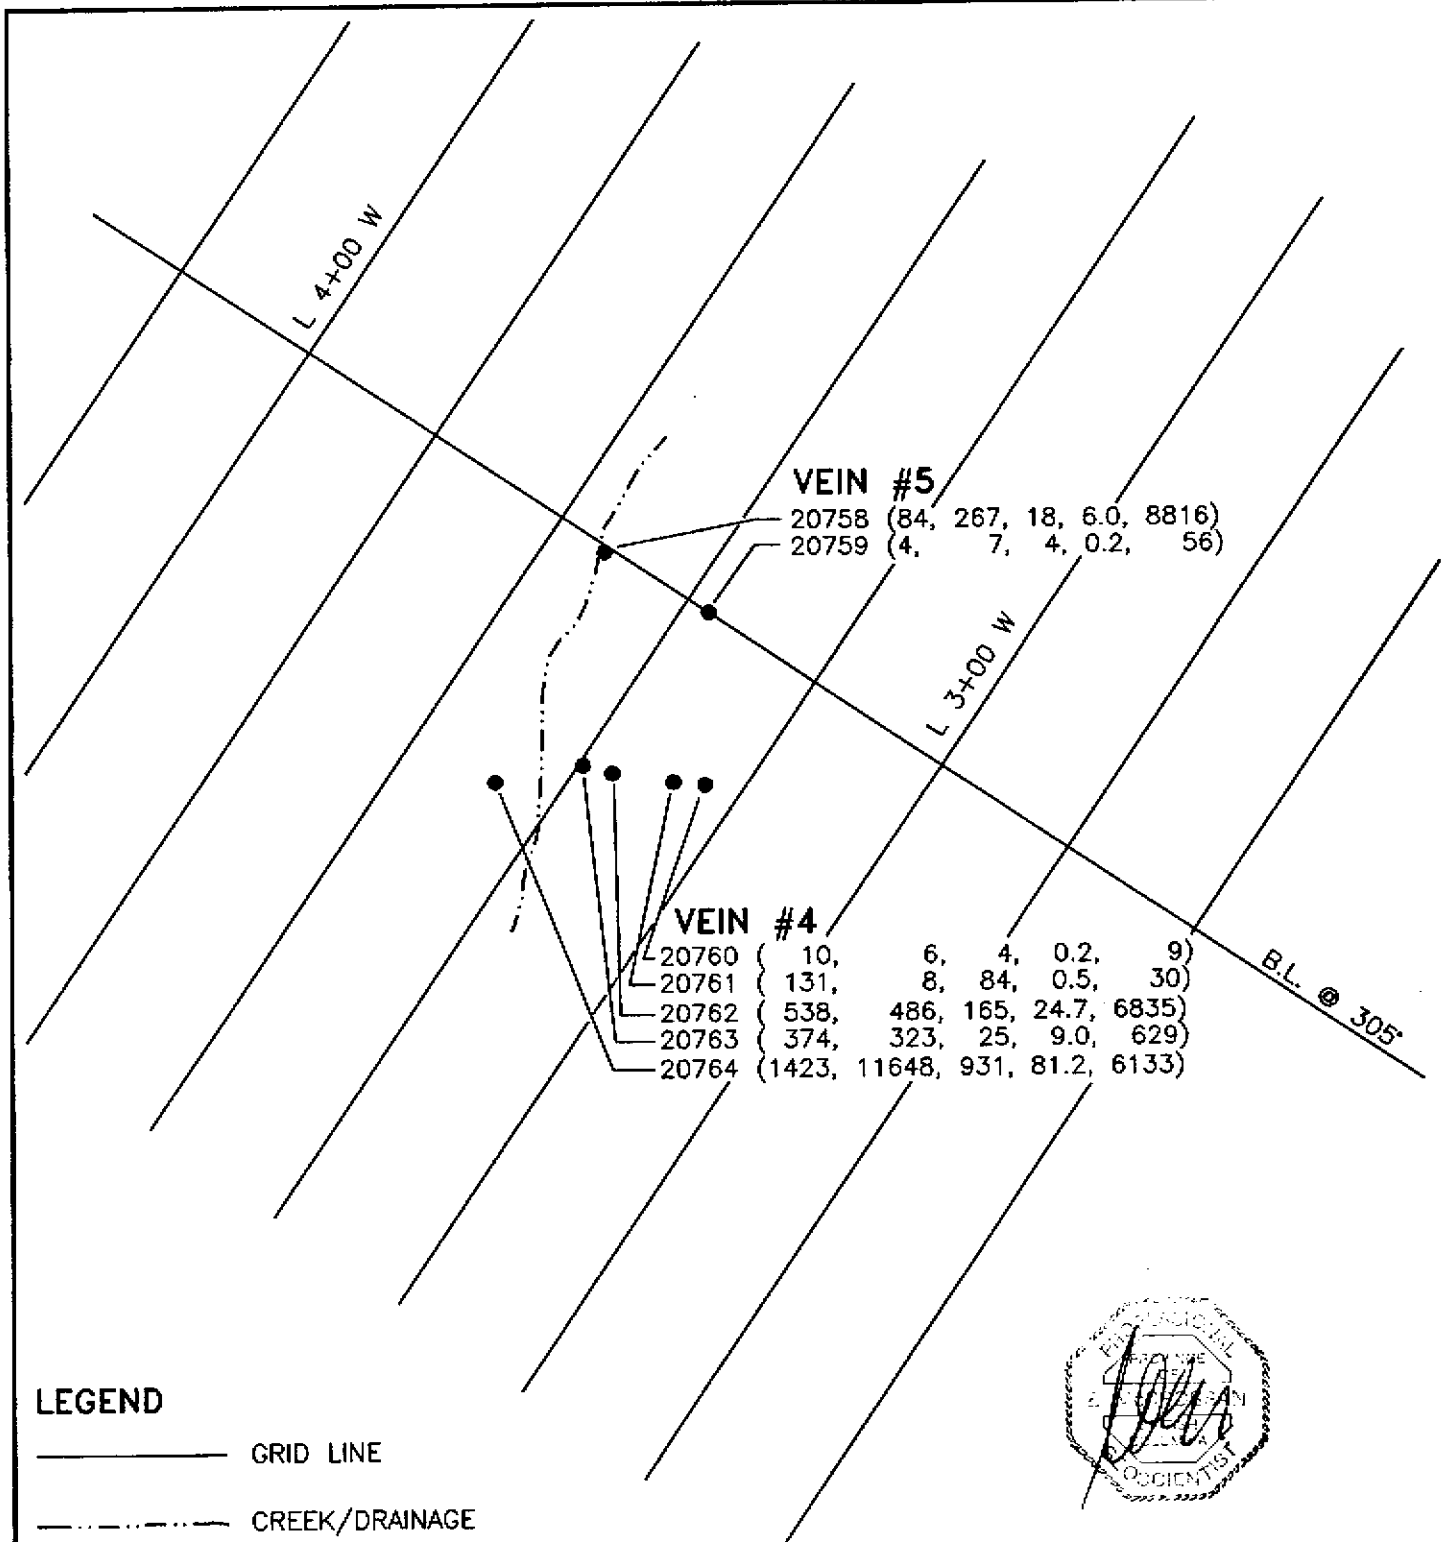 L 4+00 W
VEIN #5
20758 (84, 267, 18, 6.0, 8816)
20759 (4, 7, 4, 0.2, 56)
L 3+00 W
VEIN #4
20760 ( 10, 6, 4, 0.2, 9)
20761 ( 131, 8, 84, 0.5, 30)
20762 ( 538, 486, 165, 24.7, 6835)
20763 ( 374, 323, 25, 9.0, 629)
20764 (1423, 11648, 931, 81.2, 6133)
B.L. @ 305°
LEGEND
GRID LINE
CREEK/DRAINAGE